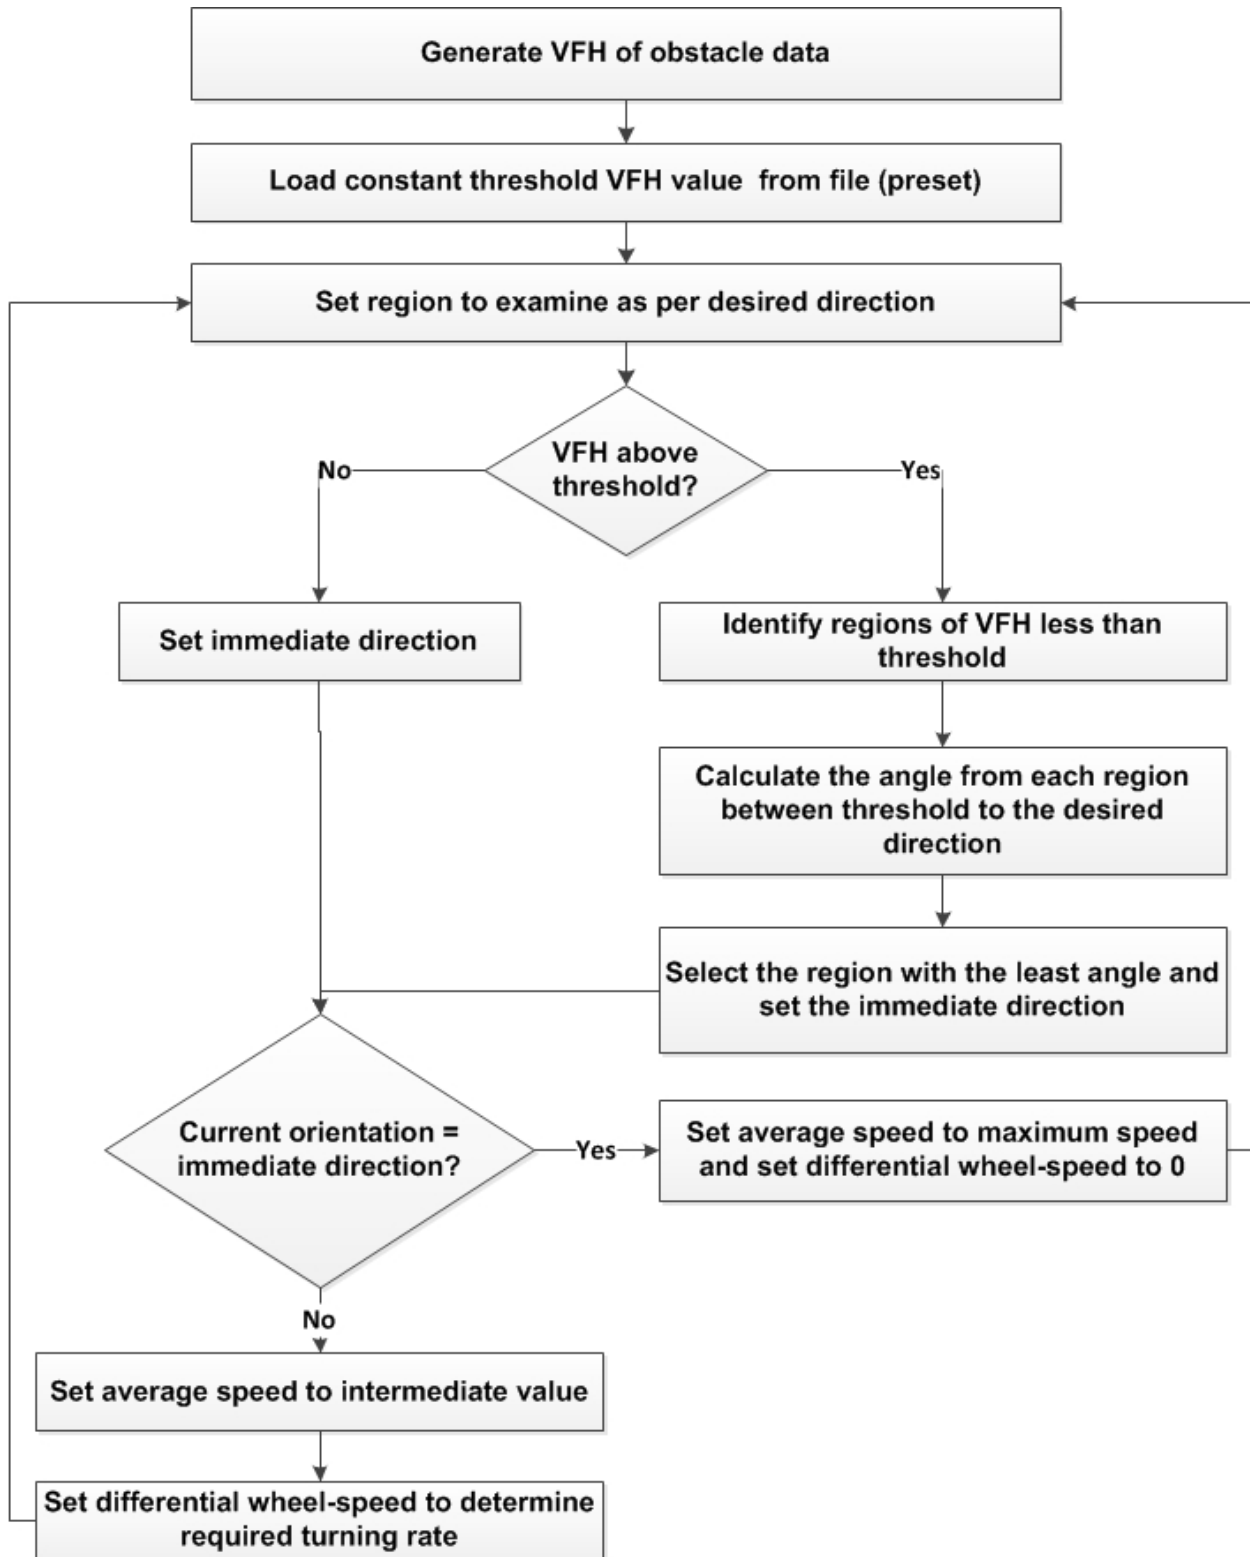 Generate VFH of obstacle data
Load constant threshold VFH value  from file (preset)
Set region to examine as per desired direction
VFH above
threshold?
No
Yes
Set immediate direction
Identify regions of VFH less than
threshold
Calculate the angle from each region
between threshold to the desired
direction
Select the region with the least angle and
set the immediate direction
Current orientation =
immediate direction?
Yes
Set average speed to maximum speed
and set differential wheel-speed to 0
No
Set average speed to intermediate value
Set differential wheel-speed to determine
required turning rate